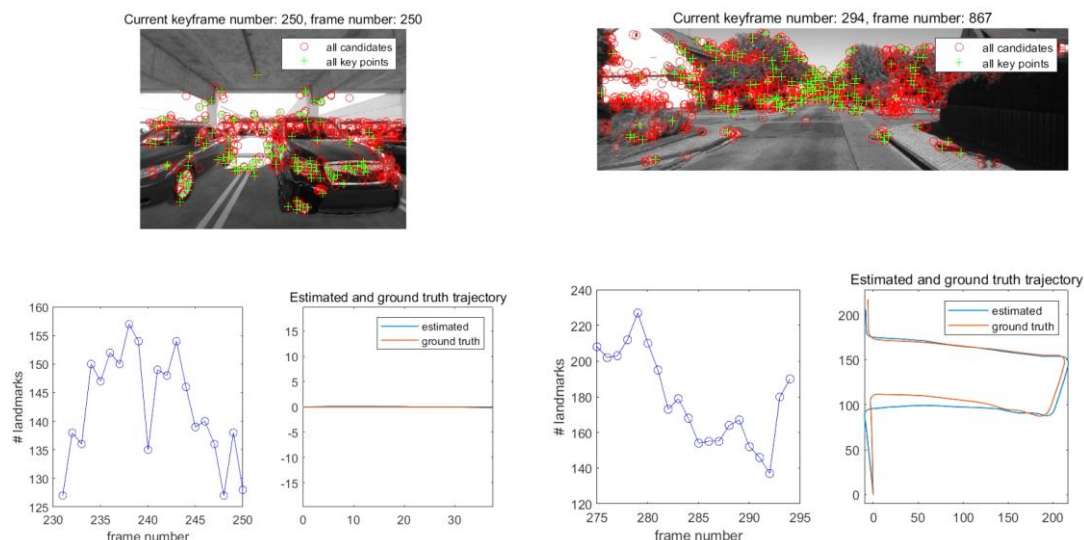 Current keyframe number: 250, frame number: 250
all candidates
all key points
160
155
150
145
140
135
130
125
# landmarks
230
235
240
245
250
frame number
Estimated and ground truth trajectory
estimated
ground truth
15
10
5
0
-5
-10
-15
0
10
20
30
Current keyframe number: 294, frame number: 867
all candidates
all key points
240
220
200
180
160
140
120
# landmarks
275
280
285
290
295
frame number
Estimated and ground truth trajectory
estimated
ground truth
200
150
100
50
0
0
50
100
150
200